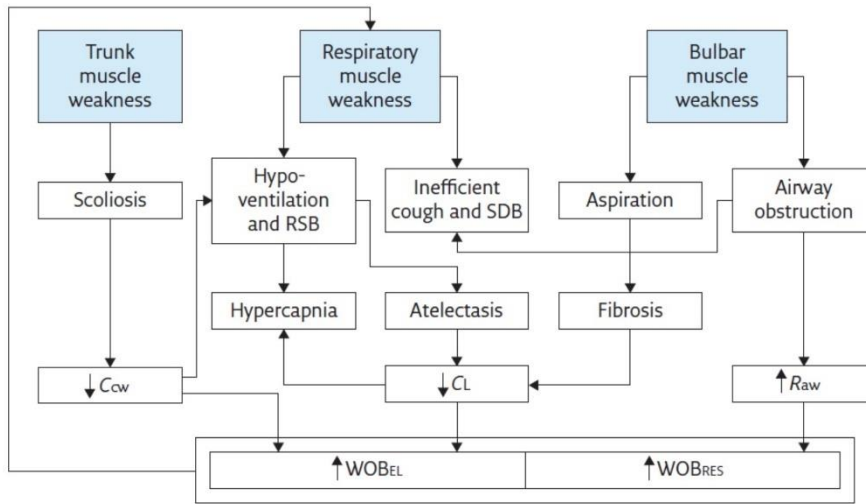 Trunk
muscle
weakness
Respiratory
muscle
weakness
Bulbar
muscle
weakness
Scoliosis
Hypo-
ventilation
and RSB
Inefficient
cough and SDB
Aspiration
Airway
obstruction
Hypercapnia
Atelectasis
Fibrosis
↓ Ccw
↓ CL
↑ Raw
↑ WOBEL
↑ WOBRES